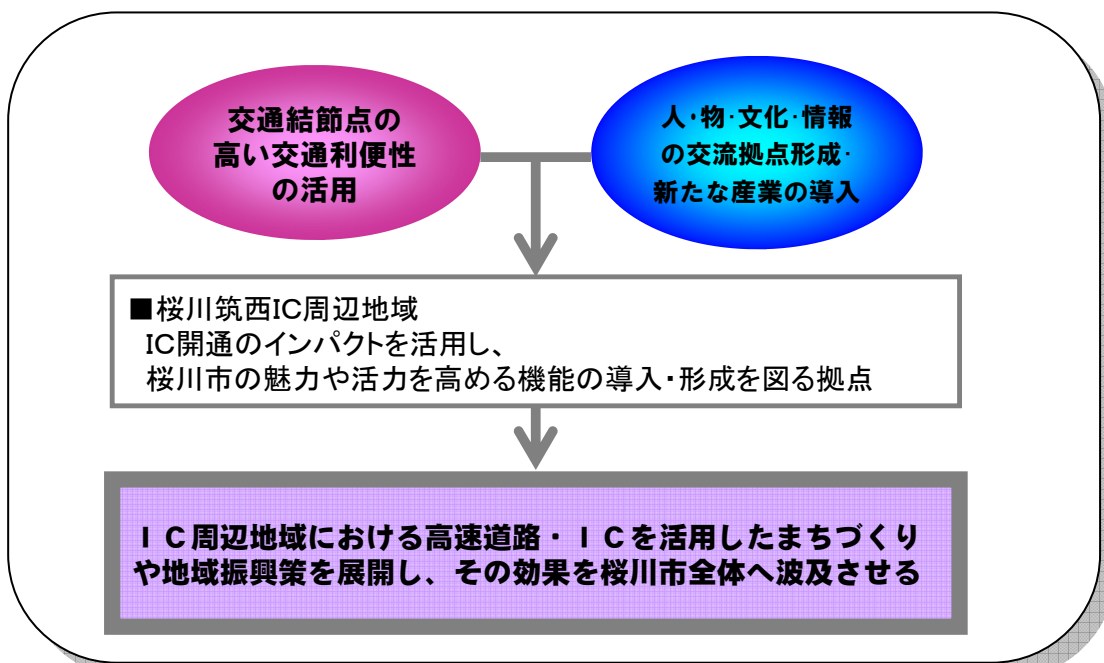 交通結節点の
高い交通利便性
の活用
人・物・文化・情報
の交流拠点形成・
新たな産業の導入
■桜川筑西IC周辺地域
IC開通のインパクトを活用し、
桜川市の魅力や活力を高める機能の導入・形成を図る拠点
ＩＣ周辺地域における高速道路・ＩＣを活用したまちづくり
や地域振興策を展開し、その効果を桜川市全体へ波及させる